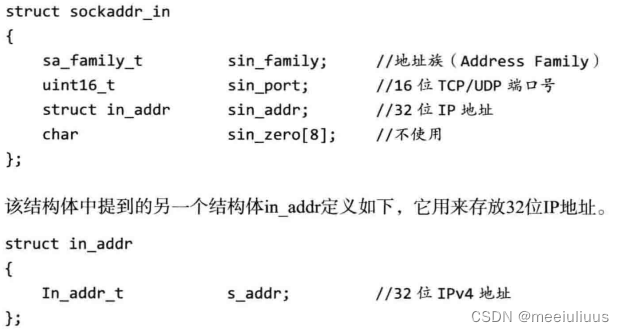 struct sockaddr_in
{
    sa_family_t        sin_family;     //地址族（Address Family）
    uint16_t           sin_port;       //16 位 TCP/UDP 端口号
    struct in_addr     sin_addr;       //32 位 IP 地址
    char               sin_zero[8];    //不使用
};
该结构体中提到的另一个结构体in_addr定义如下，它用来存放32位IP地址。
struct in_addr
{
    In_addr_t          s_addr;         //32 位 IPv4 地址
};
CSDN @meeiuliuus